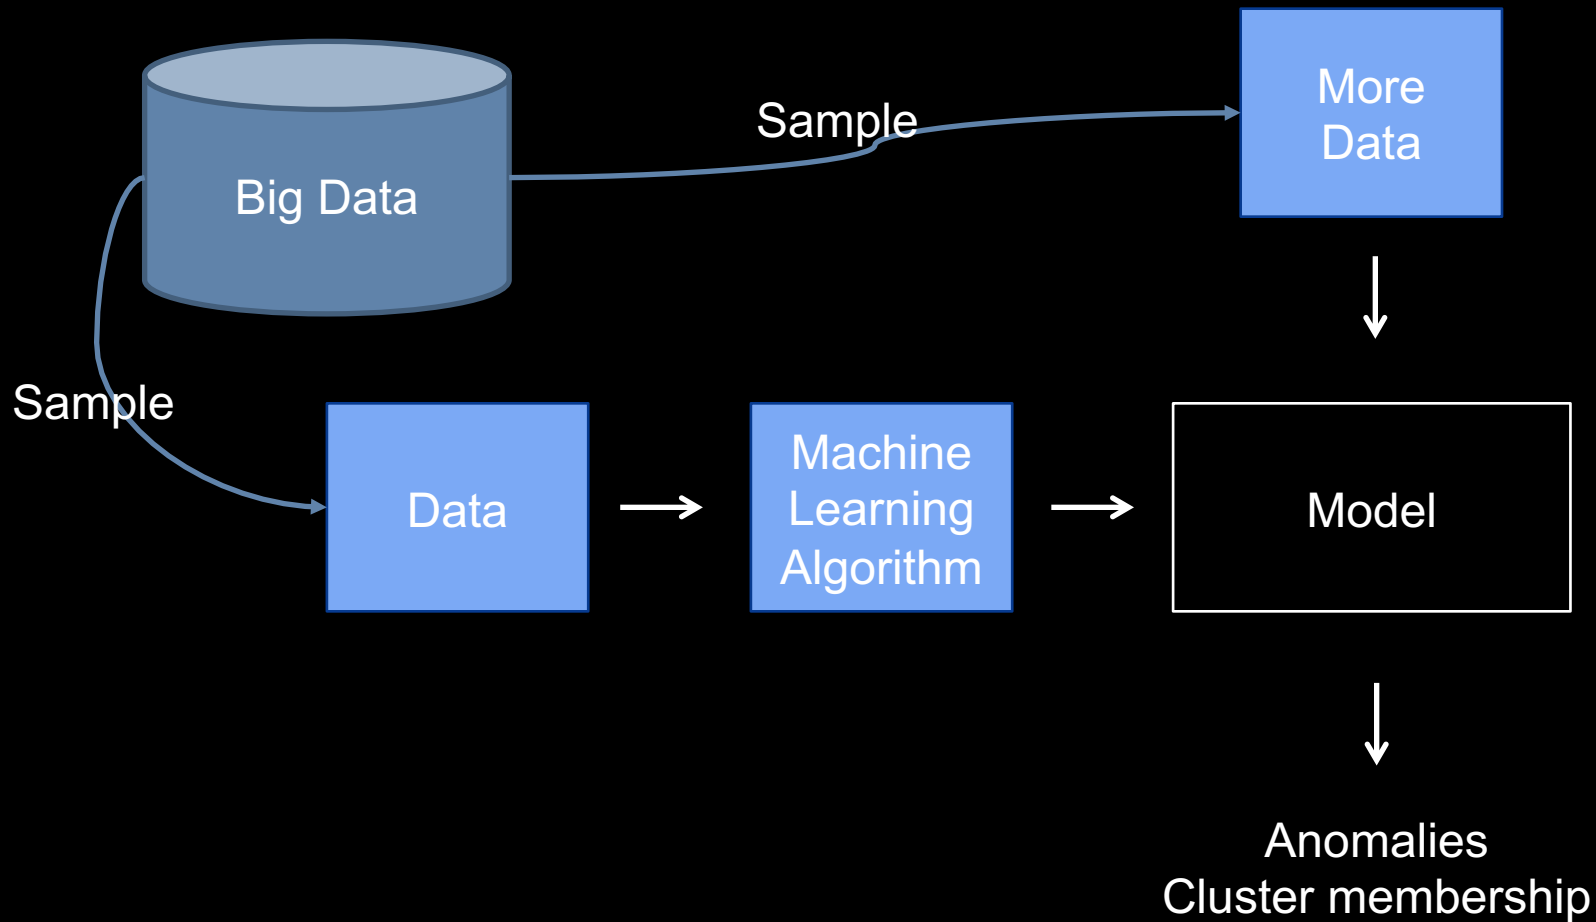 Big Data
Sample
More
Data
Sample
Data
Machine
Learning
Algorithm
Model
Anomalies
Cluster membership